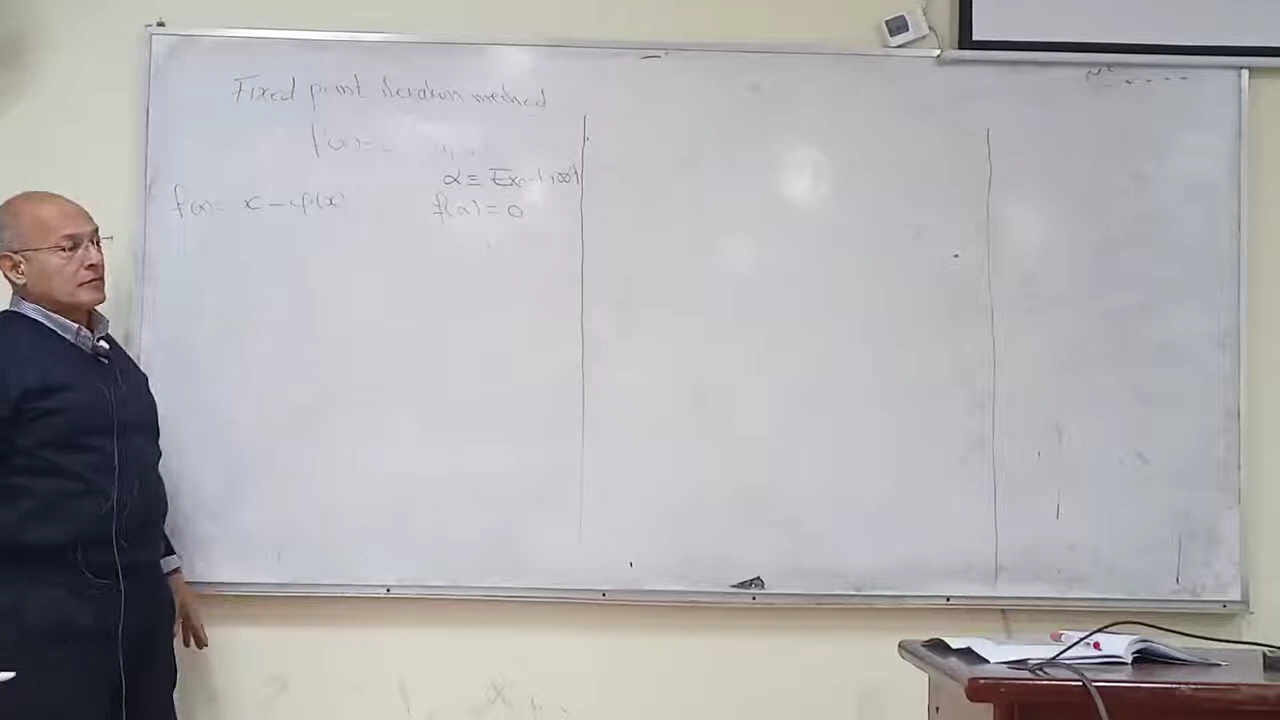 Fixed point iteration method
f(x)=
α ≡ Exact root
f(x)= x-φ(x)
f(α)=0